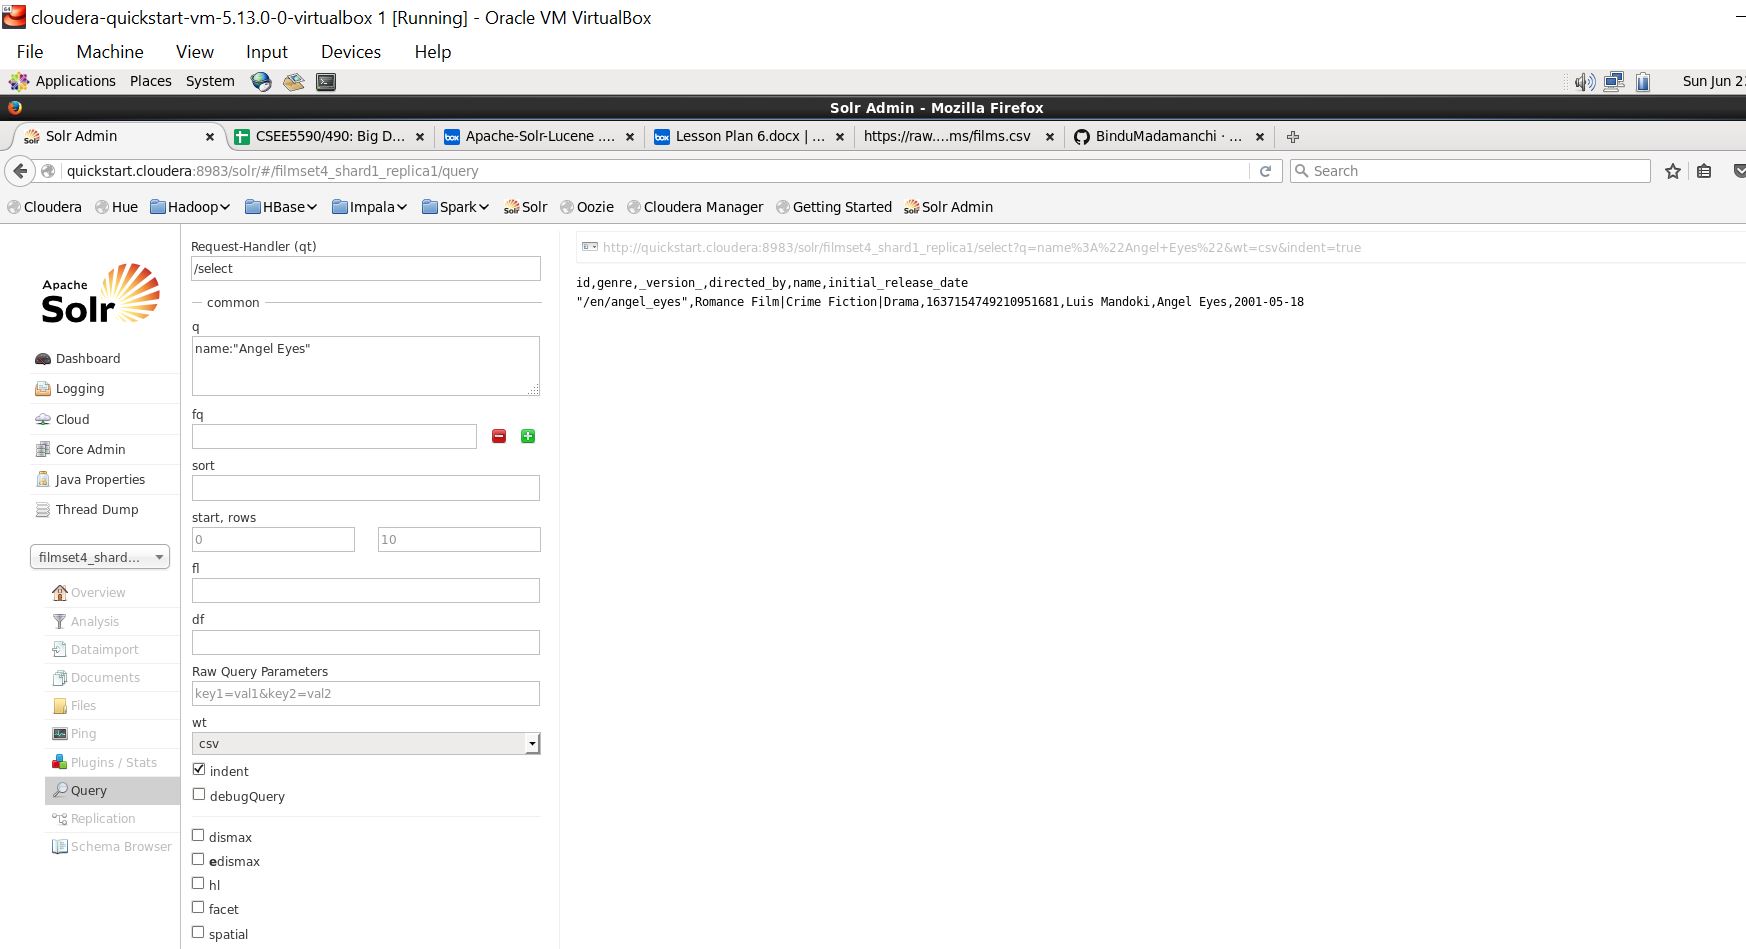 cloudera-quickstart-vm-5.13.0-0-virtualbox 1 [Running] - Oracle VM VirtualBox
File Machine View Input Devices Help
Applications Places System Sun Jun 2
Solr Admin - Mozilla Firefox
Solr Admin CSEE5590/490: Big D... Apache-Solr-Lucene .... Lesson Plan 6.docx | ... https://raw....ms/films.csv BinduMadamanchi · ...
quickstart.cloudera:8983/solr/#/filmset4_shard1_replica1/query Search
Cloudera Hue Hadoop HBase Impala Spark Solr Oozie Cloudera Manager Getting Started Solr Admin
Apache
Solr
Dashboard
Logging
Cloud
Core Admin
Java Properties
Thread Dump
filmset4_shard...
Overview
Analysis
Dataimport
Documents
Files
Ping
Plugins / Stats
Query
Replication
Schema Browser
Request-Handler (qt)
/select
common
q
name:"Angel Eyes"
fq
sort
start, rows
0 10
fl
df
Raw Query Parameters
key1=val1&key2=val2
wt
csv
indent
debugQuery
dismax
edismax
hl
facet
spatial
http://quickstart.cloudera:8983/solr/filmset4_shard1_replica1/select?q=name%3A%22Angel+Eyes%22&wt=csv&indent=true
id,genre,_version_,directed_by,name,initial_release_date
"/en/angel_eyes",Romance Film|Crime Fiction|Drama,1637154749210951681,Luis Mandoki,Angel Eyes,2001-05-18